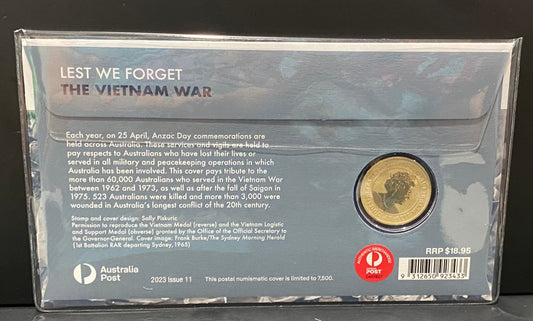 LEST WE FORGET
THE VIETNAM WAR
Each year, on 25 April, Anzac Day commemorations are
held across Australia. These services and vigils are held to
pay respects to Australians who have lost their lives or
served in all military and peacekeeping operations in which
Australia has been involved. This cover pays tribute to the
more than 60,000 Australians who served in the Vietnam War
between 1962 and 1973, as well as after the fall of Saigon in
1975. 523 Australians were killed and more than 3,000 were
wounded in Australia's longest conflict of the 20th century.
Stamp and cover design: Sally Piskuric
Permission to reproduce the Vietnam Medal (reverse) and the Vietnam Logistic
and Support Medal (obverse) granted by the Office of the Official Secretary to
the Governor-General. Cover image: Frank Burke/The Sydney Morning Herald
(1st Battalion RAR departing Sydney, 1965)
Australia
Post
2023 Issue 11
This postal numismatic cover is limited to 7,500.
POST
RRP $18.95
9 312650 923433